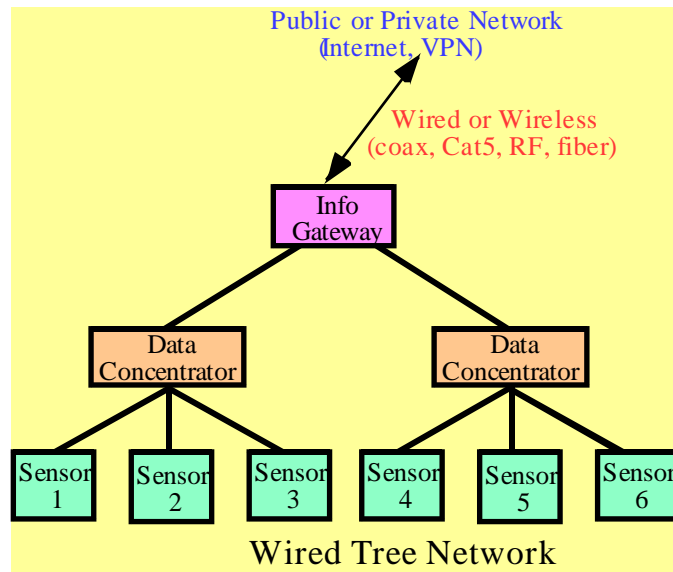 Public or Private Network
(Internet, VPN)
Wired or Wireless
(coax, Cat5, RF, fiber)
Info
Gateway
Data
Concentrator
Data
Concentrator
Sensor
1
Sensor
2
Sensor
3
Sensor
4
Sensor
5
Sensor
6
Wired Tree Network